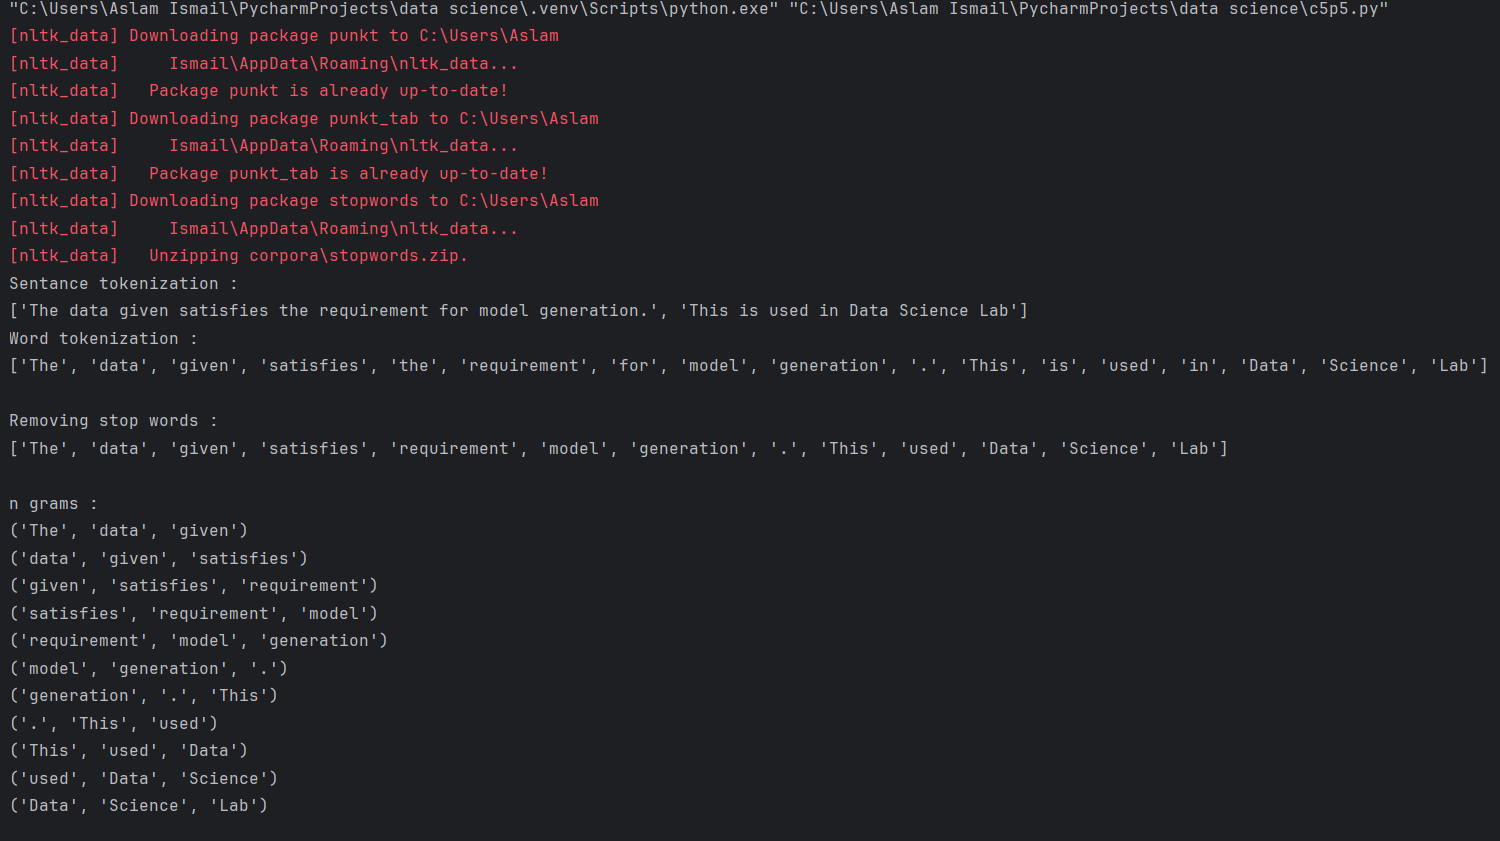 "C:\Users\Aslam Ismail\PycharmProjects\data science\.venv\Scripts\python.exe" "C:\Users\Aslam Ismail\PycharmProjects\data science\c5p5.py"
[nltk_data] Downloading package punkt to C:\Users\Aslam
[nltk_data]     Ismail\AppData\Roaming\nltk_data...
[nltk_data]   Package punkt is already up-to-date!
[nltk_data] Downloading package punkt_tab to C:\Users\Aslam
[nltk_data]     Ismail\AppData\Roaming\nltk_data...
[nltk_data]   Package punkt_tab is already up-to-date!
[nltk_data] Downloading package stopwords to C:\Users\Aslam
[nltk_data]     Ismail\AppData\Roaming\nltk_data...
[nltk_data]   Unzipping corpora\stopwords.zip.
Sentance tokenization :
['The data given satisfies the requirement for model generation.', 'This is used in Data Science Lab']
Word tokenization :
['The', 'data', 'given', 'satisfies', 'the', 'requirement', 'for', 'model', 'generation', '.', 'This', 'is', 'used', 'in', 'Data', 'Science', 'Lab']
Removing stop words :
['The', 'data', 'given', 'satisfies', 'requirement', 'model', 'generation', '.', 'This', 'used', 'Data', 'Science', 'Lab']
n grams :
('The', 'data', 'given')
('data', 'given', 'satisfies')
('given', 'satisfies', 'requirement')
('satisfies', 'requirement', 'model')
('requirement', 'model', 'generation')
('model', 'generation', '.')
('generation', '.', 'This')
('.', 'This', 'used')
('This', 'used', 'Data')
('used', 'Data', 'Science')
('Data', 'Science', 'Lab')